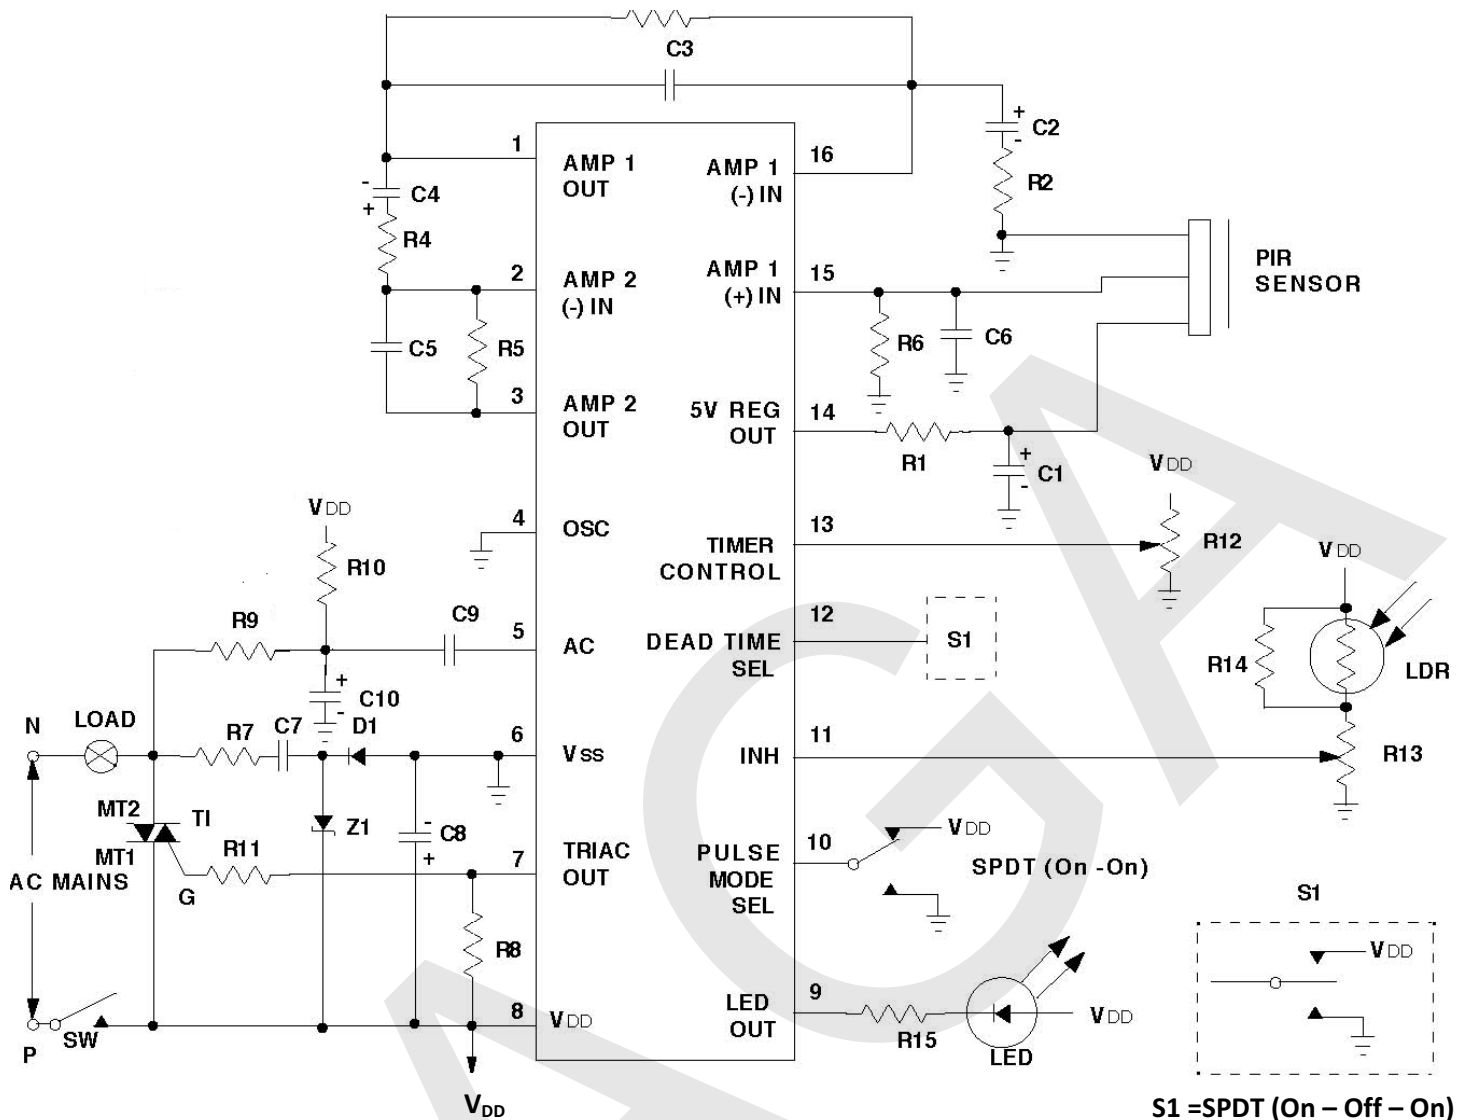 C3
C2
1
AMP 1
OUT
AMP 1
(-) IN
16
+
-
-
+
C4
R2
R4
2
AMP 2
(-) IN
AMP 1
(+) IN
15
PIR
SENSOR
C5
R5
R6
C6
3
AMP 2
OUT
5V REG
OUT
14
R1
+
-
C1
VDD
VDD
4
OSC
TIMER
CONTROL
13
R12
VDD
R10
R9
C9
5
AC
DEAD TIME
SEL
12
S1
R14
LDR
+
-
C10
N
LOAD
R7
C7
D1
6
VSS
INH
11
R13
MT2
TI
MT1
Z1
-
+
C8
AC MAINS
R11
G
7
TRIAC
OUT
PULSE
MODE
SEL
10
VDD
SPDT (On -On)
S1
R8
VDD
LED
OUT
9
R15
LED
VDD
P
SW
8
VDD
VDD
S1 =SPDT (On – Off – On)
AGA